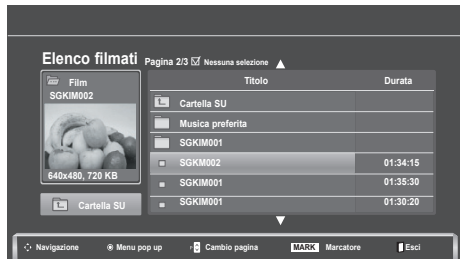 Elenco filmati Pagina 2/3 ☑ Nessuna selezione
Film
SGKIM002
640x480, 720 KB
Cartella SU
Titolo Durata
Cartella SU
Musica preferita
SGKIM001
SGKM002 01:34:15
SGKIM001 01:35:30
SGKIM001 01:30:20
Navigazione Menu pop up Cambio pagina MARK Marcatore Esci